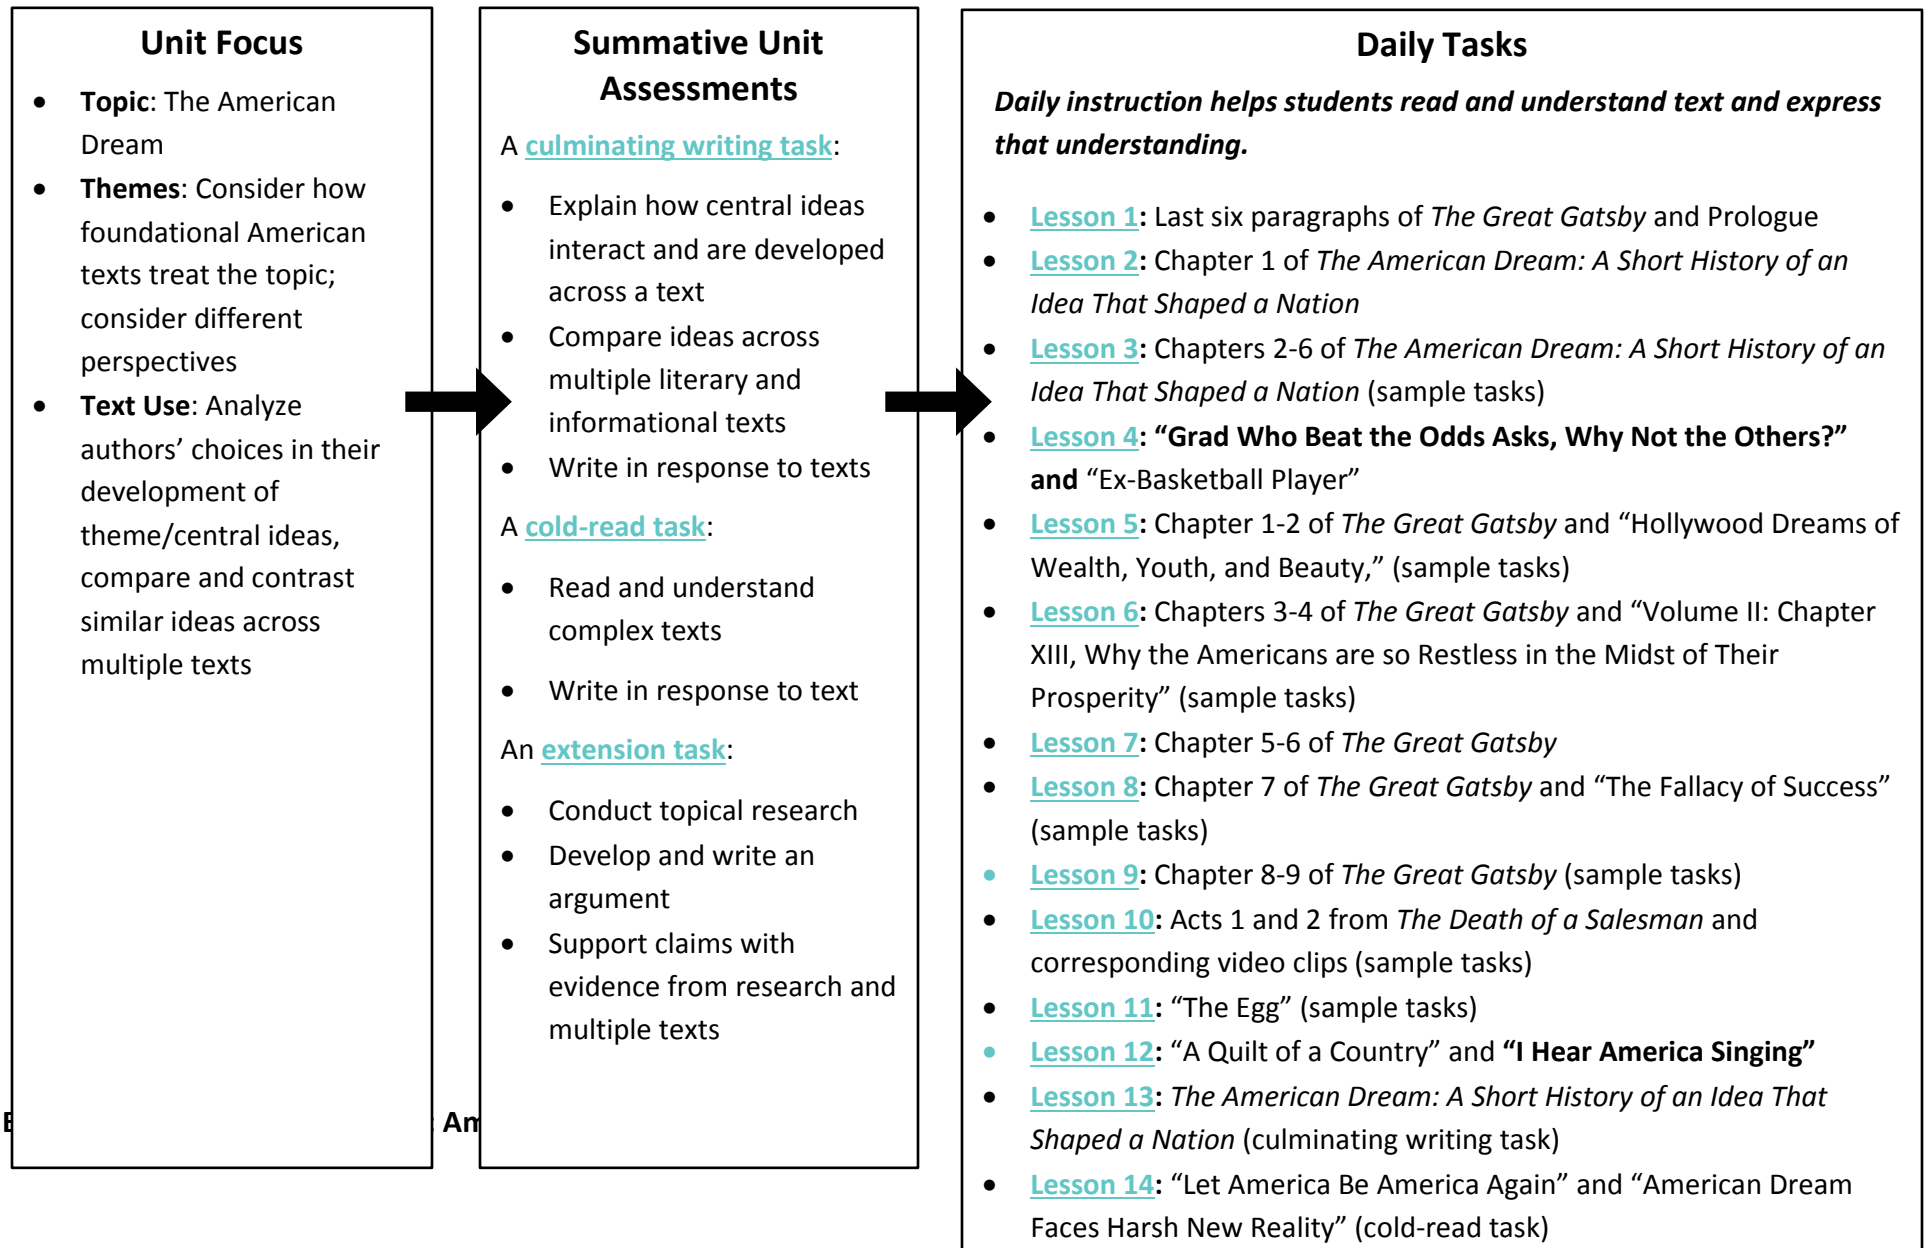 Unit Focus
• Topic: The American
Dream
• Themes: Consider how
foundational American
texts treat the topic;
consider different
perspectives
• Text Use: Analyze
authors’ choices in their
development of
theme/central ideas,
compare and contrast
similar ideas across
multiple texts
Summative Unit
Assessments
A culminating writing task:
• Explain how central ideas
interact and are developed
across a text
• Compare ideas across
multiple literary and
informational texts
• Write in response to texts
A cold-read task:
• Read and understand
complex texts
• Write in response to text
An extension task:
• Conduct topical research
• Develop and write an
argument
• Support claims with
evidence from research and
multiple texts
Daily Tasks
Daily instruction helps students read and understand text and express
that understanding.
• Lesson 1: Last six paragraphs of The Great Gatsby and Prologue
• Lesson 2: Chapter 1 of The American Dream: A Short History of an
Idea That Shaped a Nation
• Lesson 3: Chapters 2-6 of The American Dream: A Short History of an
Idea That Shaped a Nation (sample tasks)
• Lesson 4: “Grad Who Beat the Odds Asks, Why Not the Others?”
and “Ex-Basketball Player”
• Lesson 5: Chapter 1-2 of The Great Gatsby and “Hollywood Dreams of
Wealth, Youth, and Beauty,” (sample tasks)
• Lesson 6: Chapters 3-4 of The Great Gatsby and “Volume II: Chapter
XIII, Why the Americans are so Restless in the Midst of Their
Prosperity” (sample tasks)
• Lesson 7: Chapter 5-6 of The Great Gatsby
• Lesson 8: Chapter 7 of The Great Gatsby and “The Fallacy of Success”
(sample tasks)
• Lesson 9: Chapter 8-9 of The Great Gatsby (sample tasks)
• Lesson 10: Acts 1 and 2 from The Death of a Salesman and
corresponding video clips (sample tasks)
• Lesson 11: “The Egg” (sample tasks)
• Lesson 12: “A Quilt of a Country” and “I Hear America Singing”
• Lesson 13: The American Dream: A Short History of an Idea That
Shaped a Nation (culminating writing task)
• Lesson 14: “Let America Be America Again” and “American Dream
Faces Harsh New Reality” (cold-read task)